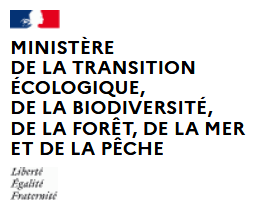 MINISTÈRE
DE LA TRANSITION
ÉCOLOGIQUE,
DE LA BIODIVERSITÉ,
DE LA FORÊT, DE LA MER
ET DE LA PÊCHE
Liberté
Égalité
Fraternité